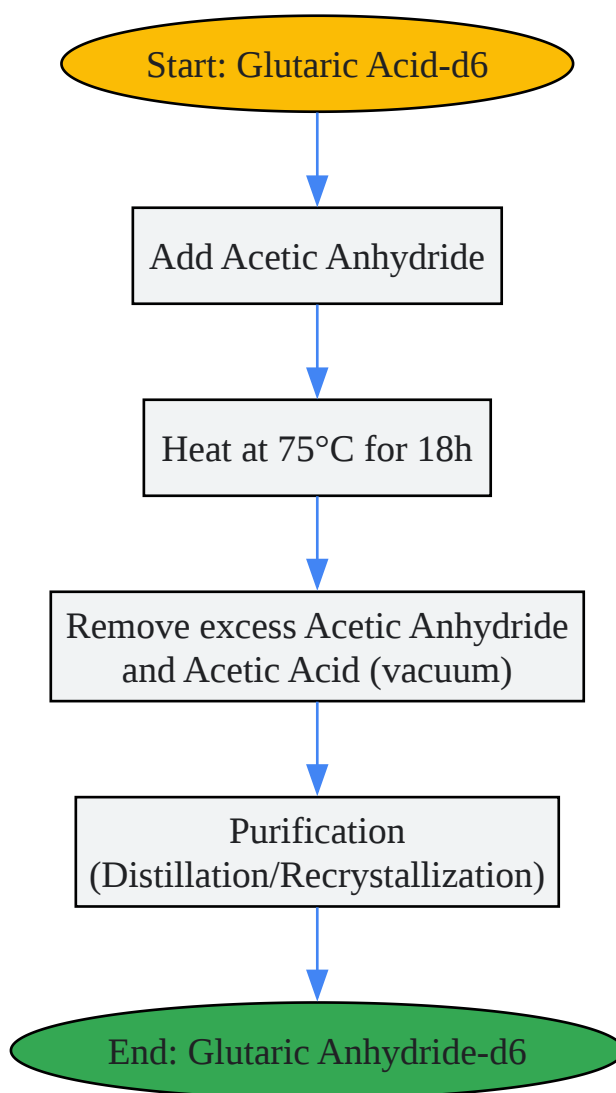 Start: Glutaric Acid-d6
Add Acetic Anhydride
Heat at 75°C for 18h
Remove excess Acetic Anhydride
and Acetic Acid (vacuum)
Purification
(Distillation/Recrystallization)
End: Glutaric Anhydride-d6